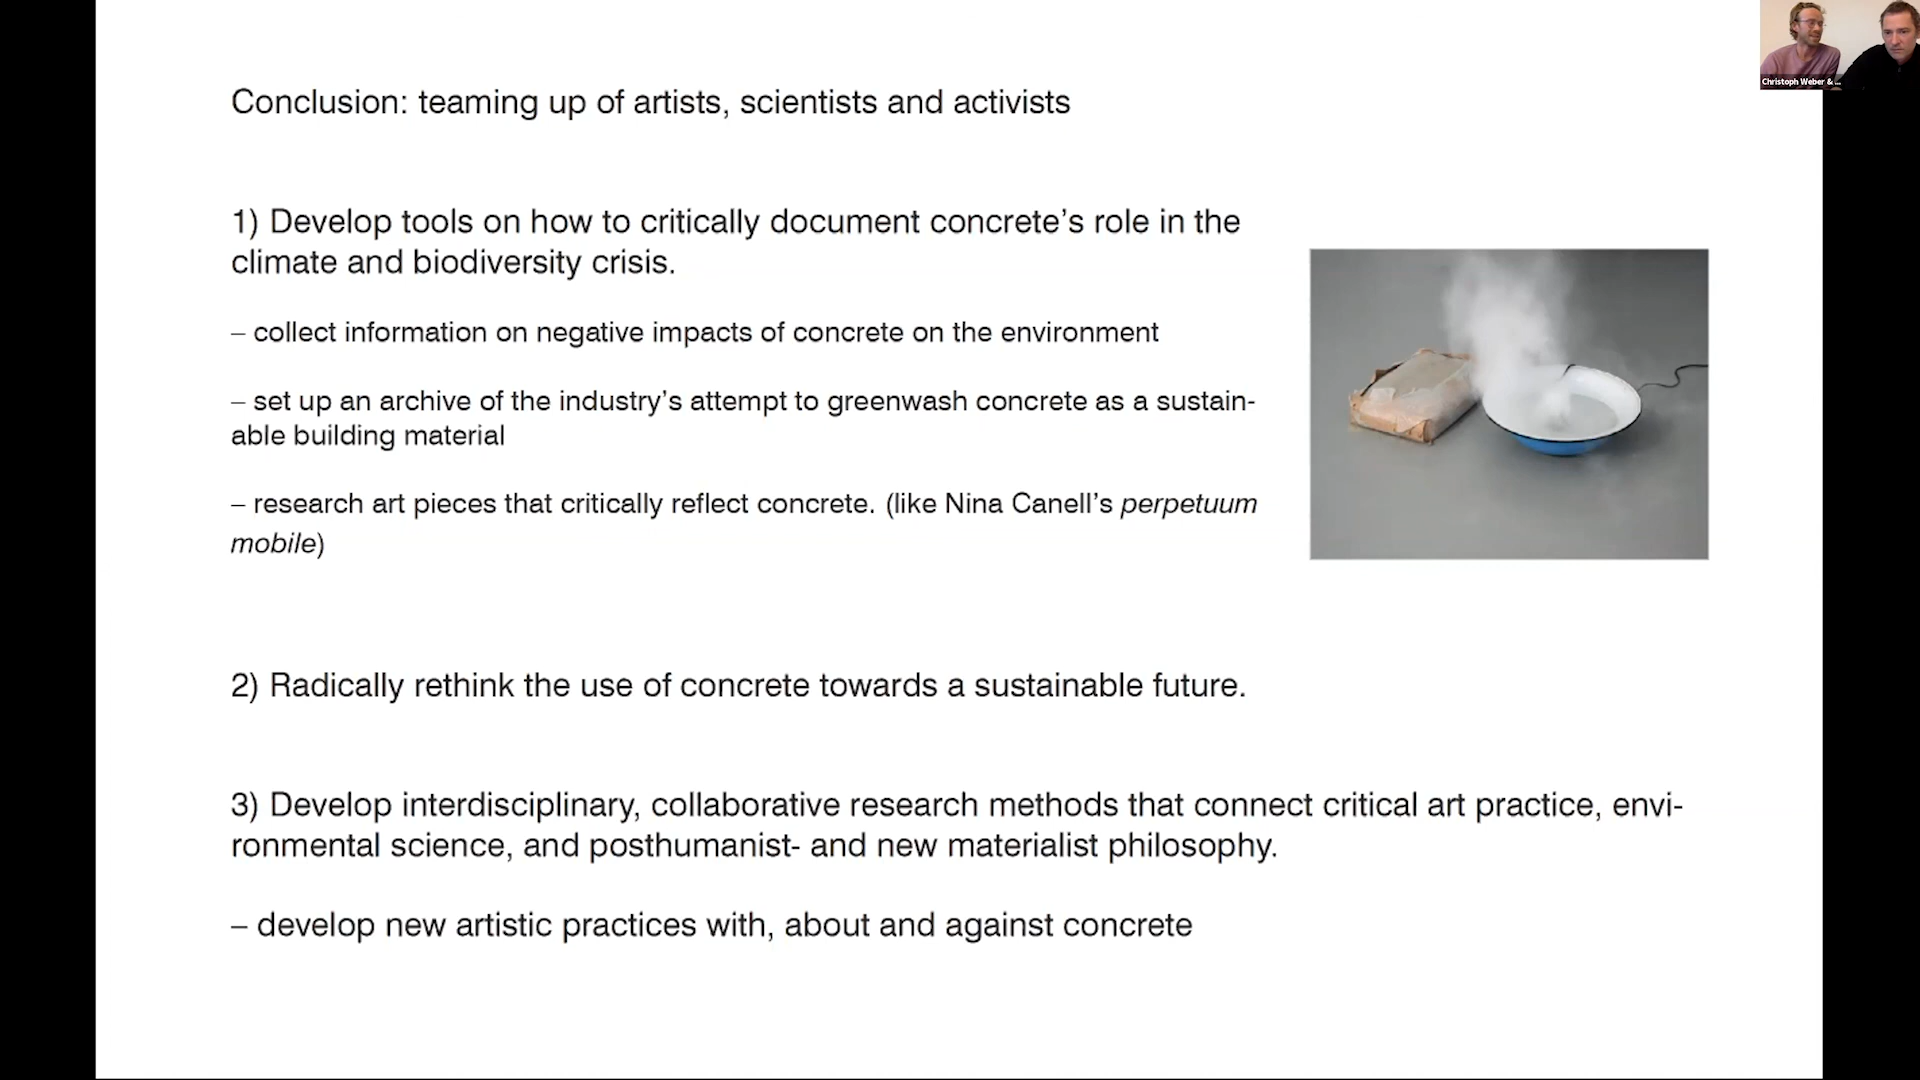 Christoph Weber & ...
Conclusion: teaming up of artists, scientists and activists
1) Develop tools on how to critically document concrete’s role in the
climate and biodiversity crisis.
– collect information on negative impacts of concrete on the environment
– set up an archive of the industry’s attempt to greenwash concrete as a sustain-
able building material
– research art pieces that critically reflect concrete. (like Nina Canell’s perpetuum
mobile)
2) Radically rethink the use of concrete towards a sustainable future.
3) Develop interdisciplinary, collaborative research methods that connect critical art practice, envi-
ronmental science, and posthumanist- and new materialist philosophy.
– develop new artistic practices with, about and against concrete